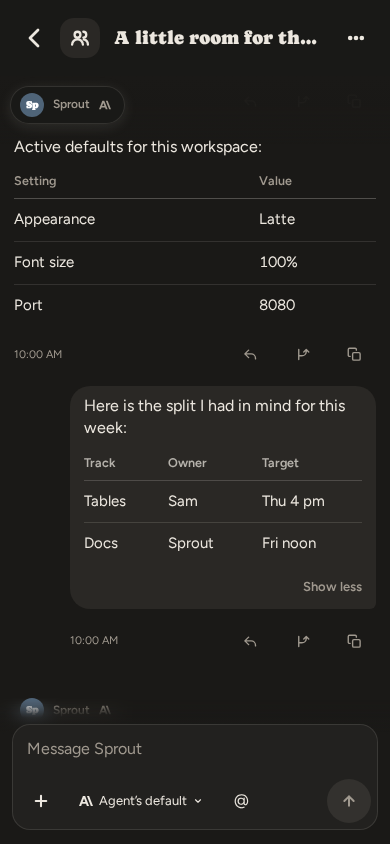 A little room for th...
Sp Sprout A\
Active defaults for this workspace:
Setting Value
Appearance Latte
Font size 100%
Port 8080
10:00 AM
Here is the split I had in mind for this
week:
Track Owner Target
Tables Sam Thu 4 pm
Docs Sprout Fri noon
Show less
10:00 AM
Sp Sprout A\
Message Sprout
A\ Agent's default @